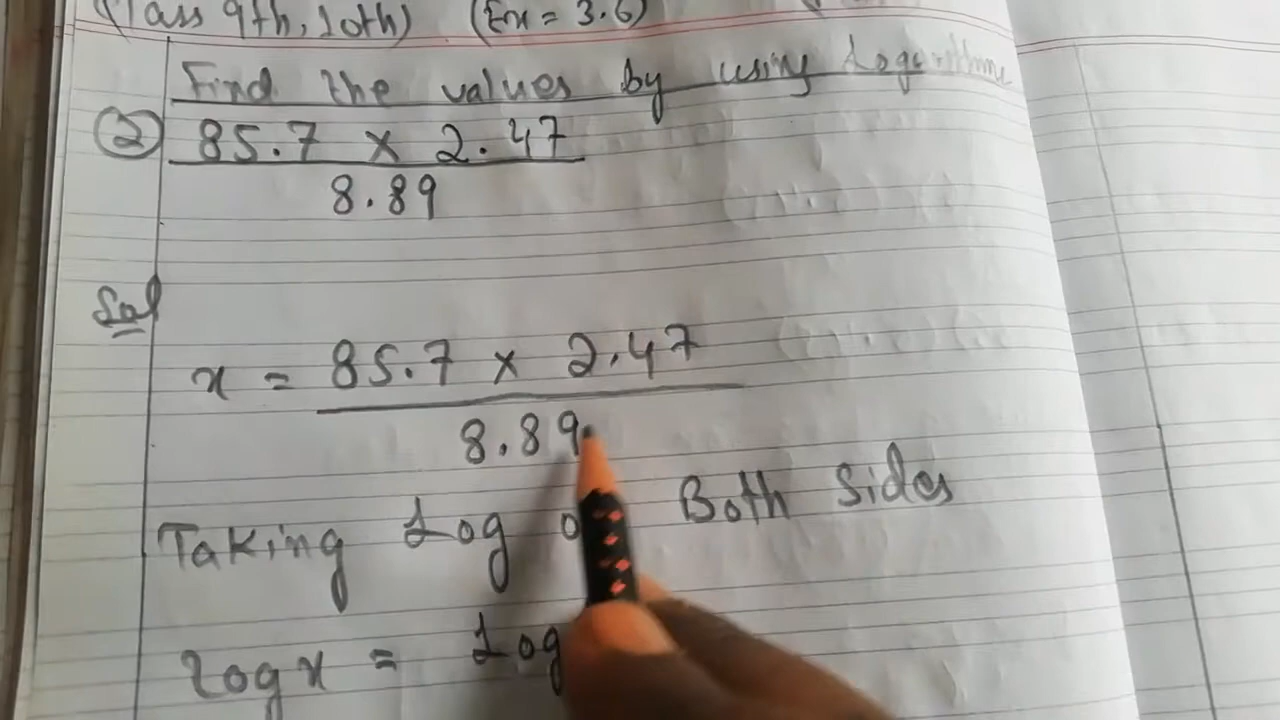 (Class 9th, 10th) (Ex = 3.6)
Find the values by using Logarithme
② 85.7 × 2.47
8.89
Sol
x = 85.7 × 2.47
8.89
Taking Log o Both Sides
Log x = Log